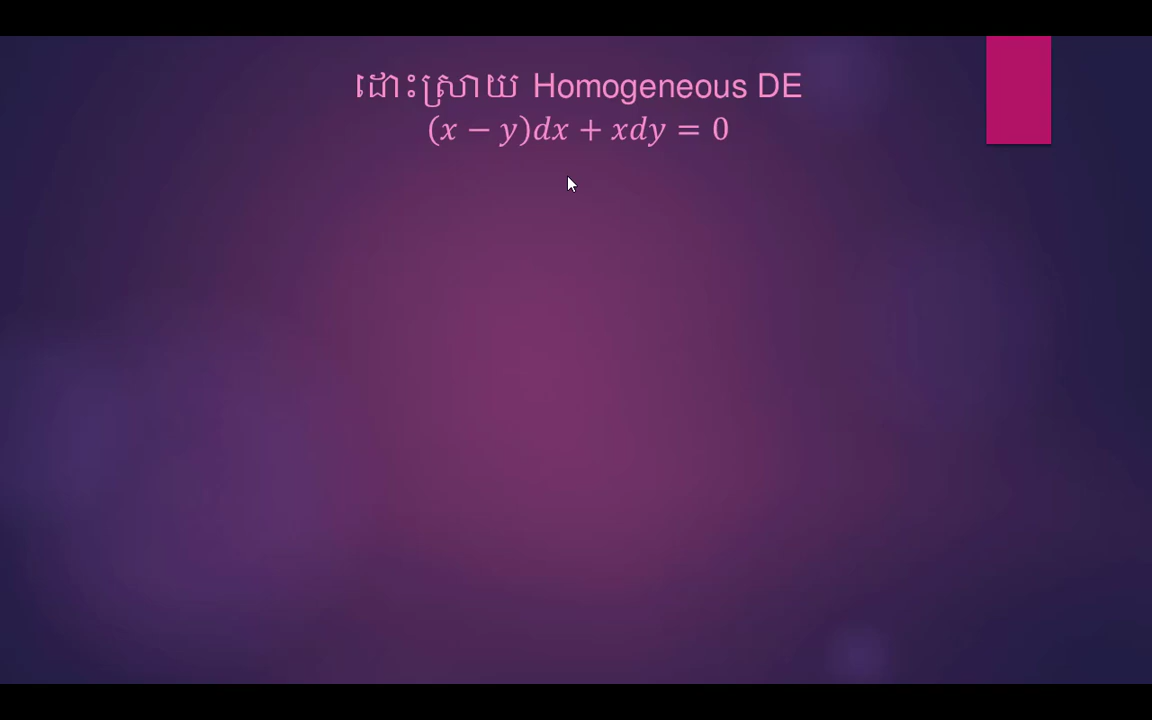 ដោះស្រាយ Homogeneous DE
(x − y)dx + xdy = 0